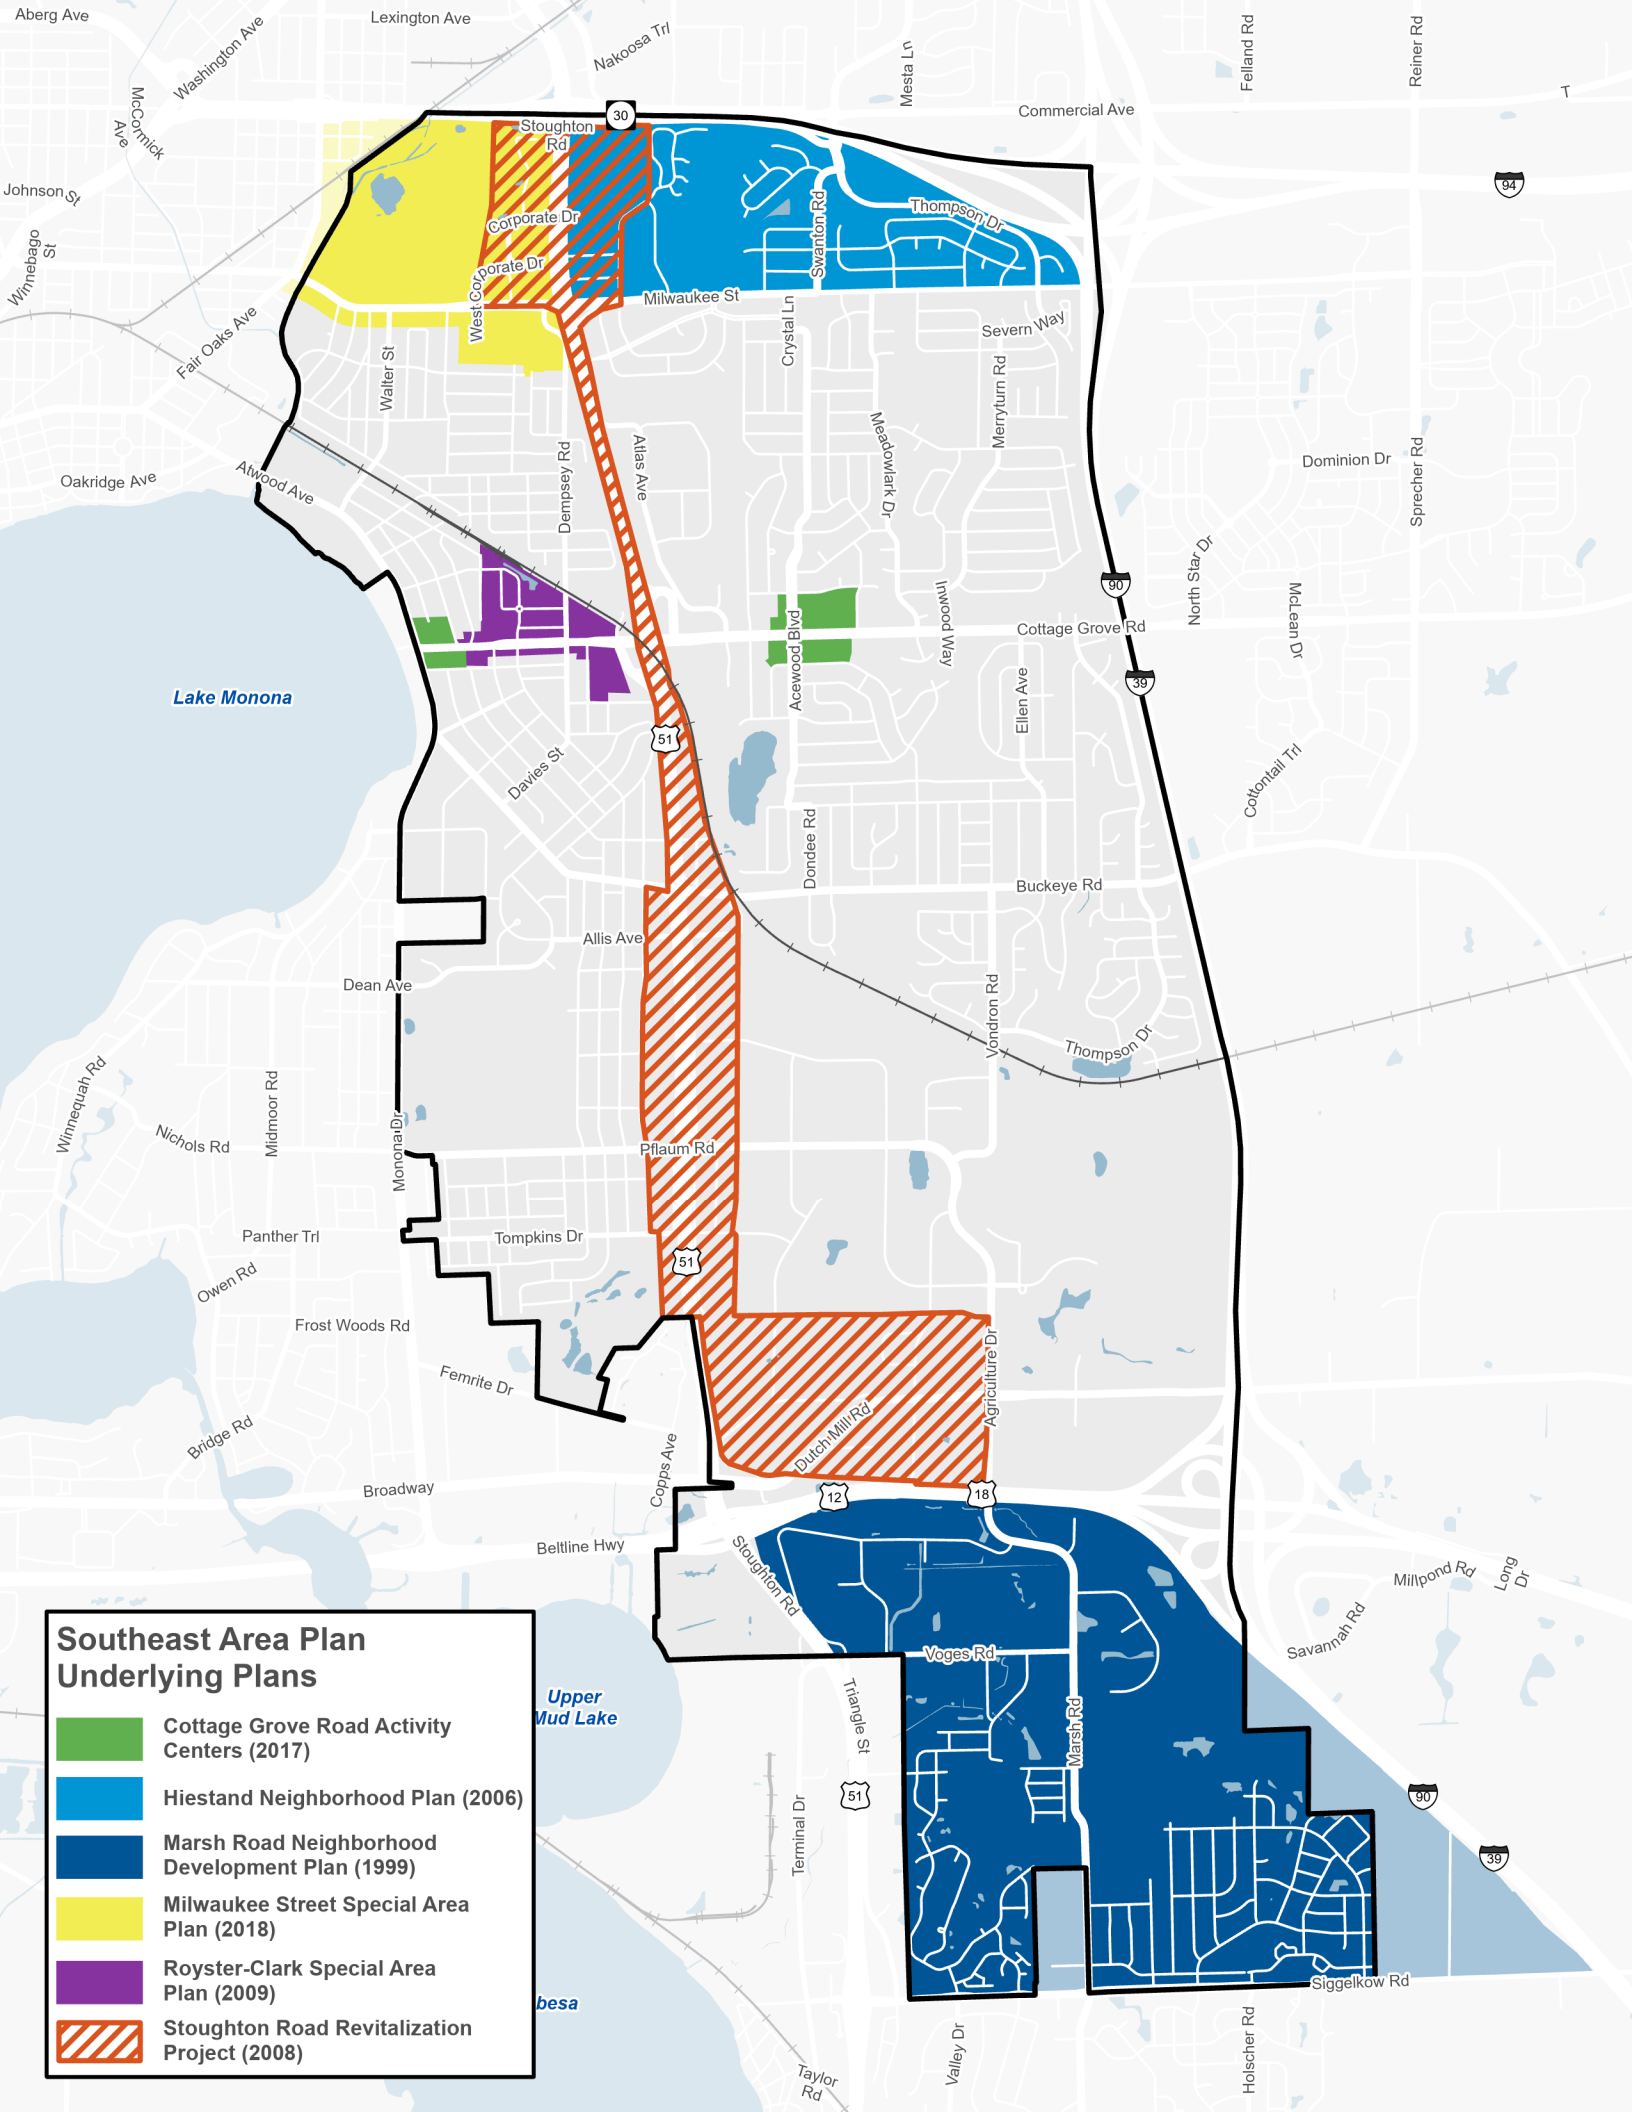 Aberg Ave
Lexington Ave
Washington Ave
Nakoosa Trl
Mesta Ln
Felland Rd
Reiner Rd
McCormick
Ave
Commercial Ave
T
30
Stoughton
Rd
Johnson St
94
Winnebago
St
Corporate Dr
Swanton Rd
Thompson Dr
porate Dr
West Cor
Milwaukee St
Fair Oaks Ave
Crystal Ln
Severn Way
Walter St
Merryturn Rd
Meadowlark Dr
Atlas Ave
Dempsey Rd
Dominion Dr
Sprecher Rd
Oakridge Ave
Atwood Ave
North Star Dr
90
McLean Dr
Inwood Way
Acewood Blvd
Cottage Grove Rd
39
Ellen Ave
Lake Monona
51
Davies St
Cottontail Trl
Dondee Rd
Buckeye Rd
Allis Ave
Dean Ave
Vondron Rd
Thompson Dr
Winnequah Rd
Midmoor Rd
Nichols Rd
Monona Dr
Pflaum Rd
Panther Trl
Tompkins Dr
51
Owen Rd
Frost Woods Rd
Femrite Dr
Agriculture Dr
Bridge Rd
Dutch Mill Rd
Copps Ave
Broadway
12
18
Beltline Hwy
Stoughton Rd
Millpond Rd
Long
Dr
Savannah Rd
Voges Rd
Triangle St
Marsh Rd
Upper
Mud Lake
51
90
Terminal Dr
39
Siggelkow Rd
besa
Valley Dr
Holscher Rd
Taylor
Rd
Southeast Area Plan
Underlying Plans
Cottage Grove Road Activity
Centers (2017)
Hiestand Neighborhood Plan (2006)
Marsh Road Neighborhood
Development Plan (1999)
Milwaukee Street Special Area
Plan (2018)
Royster-Clark Special Area
Plan (2009)
Stoughton Road Revitalization
Project (2008)